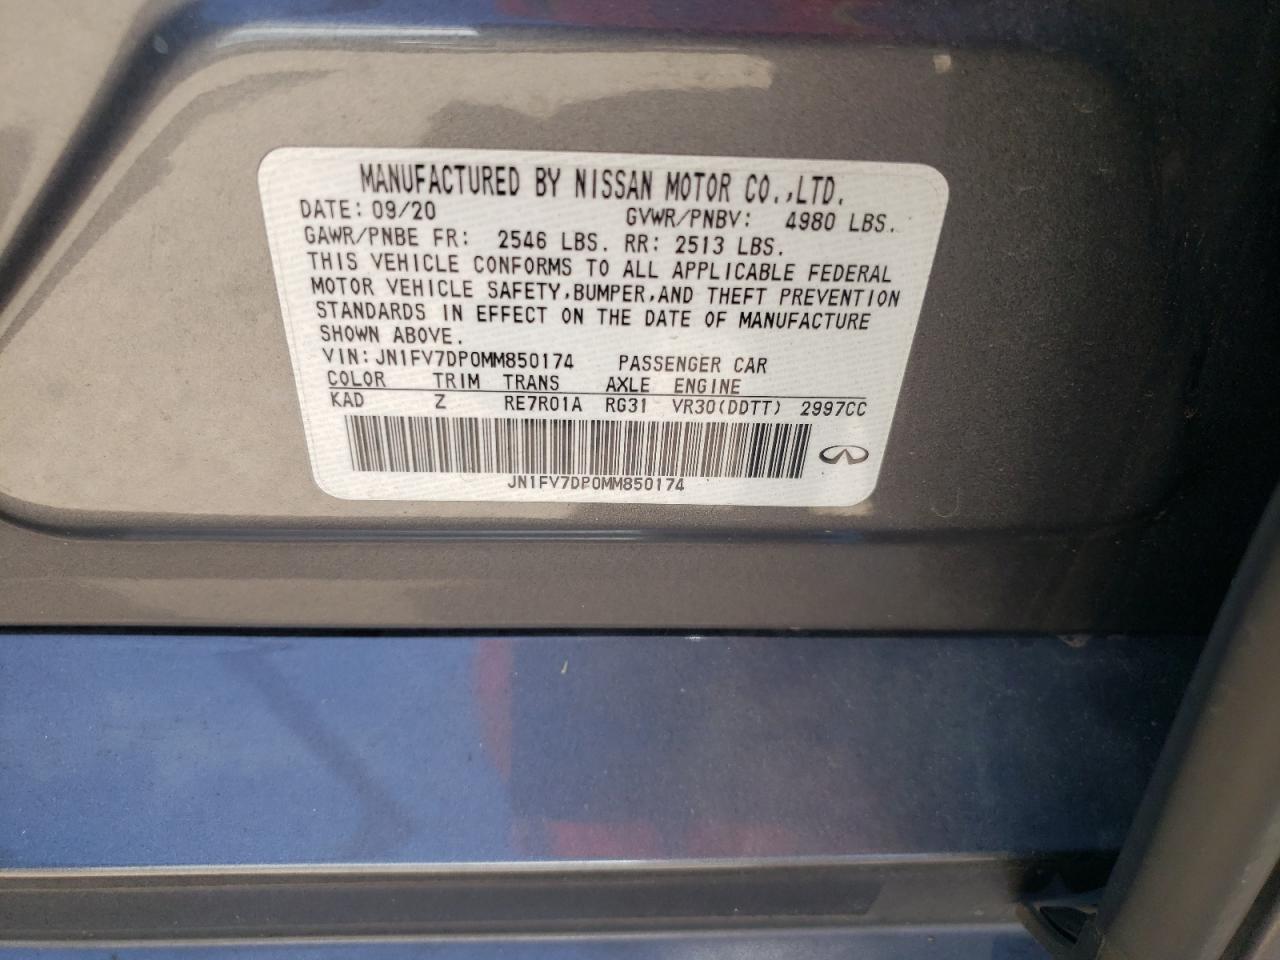 MANUFACTURED BY NISSAN MOTOR CO.,LTD.
DATE: 09/20 GVWR/PNBV: 4980 LBS.
GAWR/PNBE FR: 2546 LBS. RR: 2513 LBS.
THIS VEHICLE CONFORMS TO ALL APPLICABLE FEDERAL
MOTOR VEHICLE SAFETY,BUMPER,AND THEFT PREVENTION
STANDARDS IN EFFECT ON THE DATE OF MANUFACTURE
SHOWN ABOVE.
VIN: JN1FV7DP0MM850174 PASSENGER CAR
COLOR TRIM TRANS AXLE ENGINE
KAD Z RE7R01A RG31 VR30(DDTT) 2997CC
JN1FV7DP0MM850174